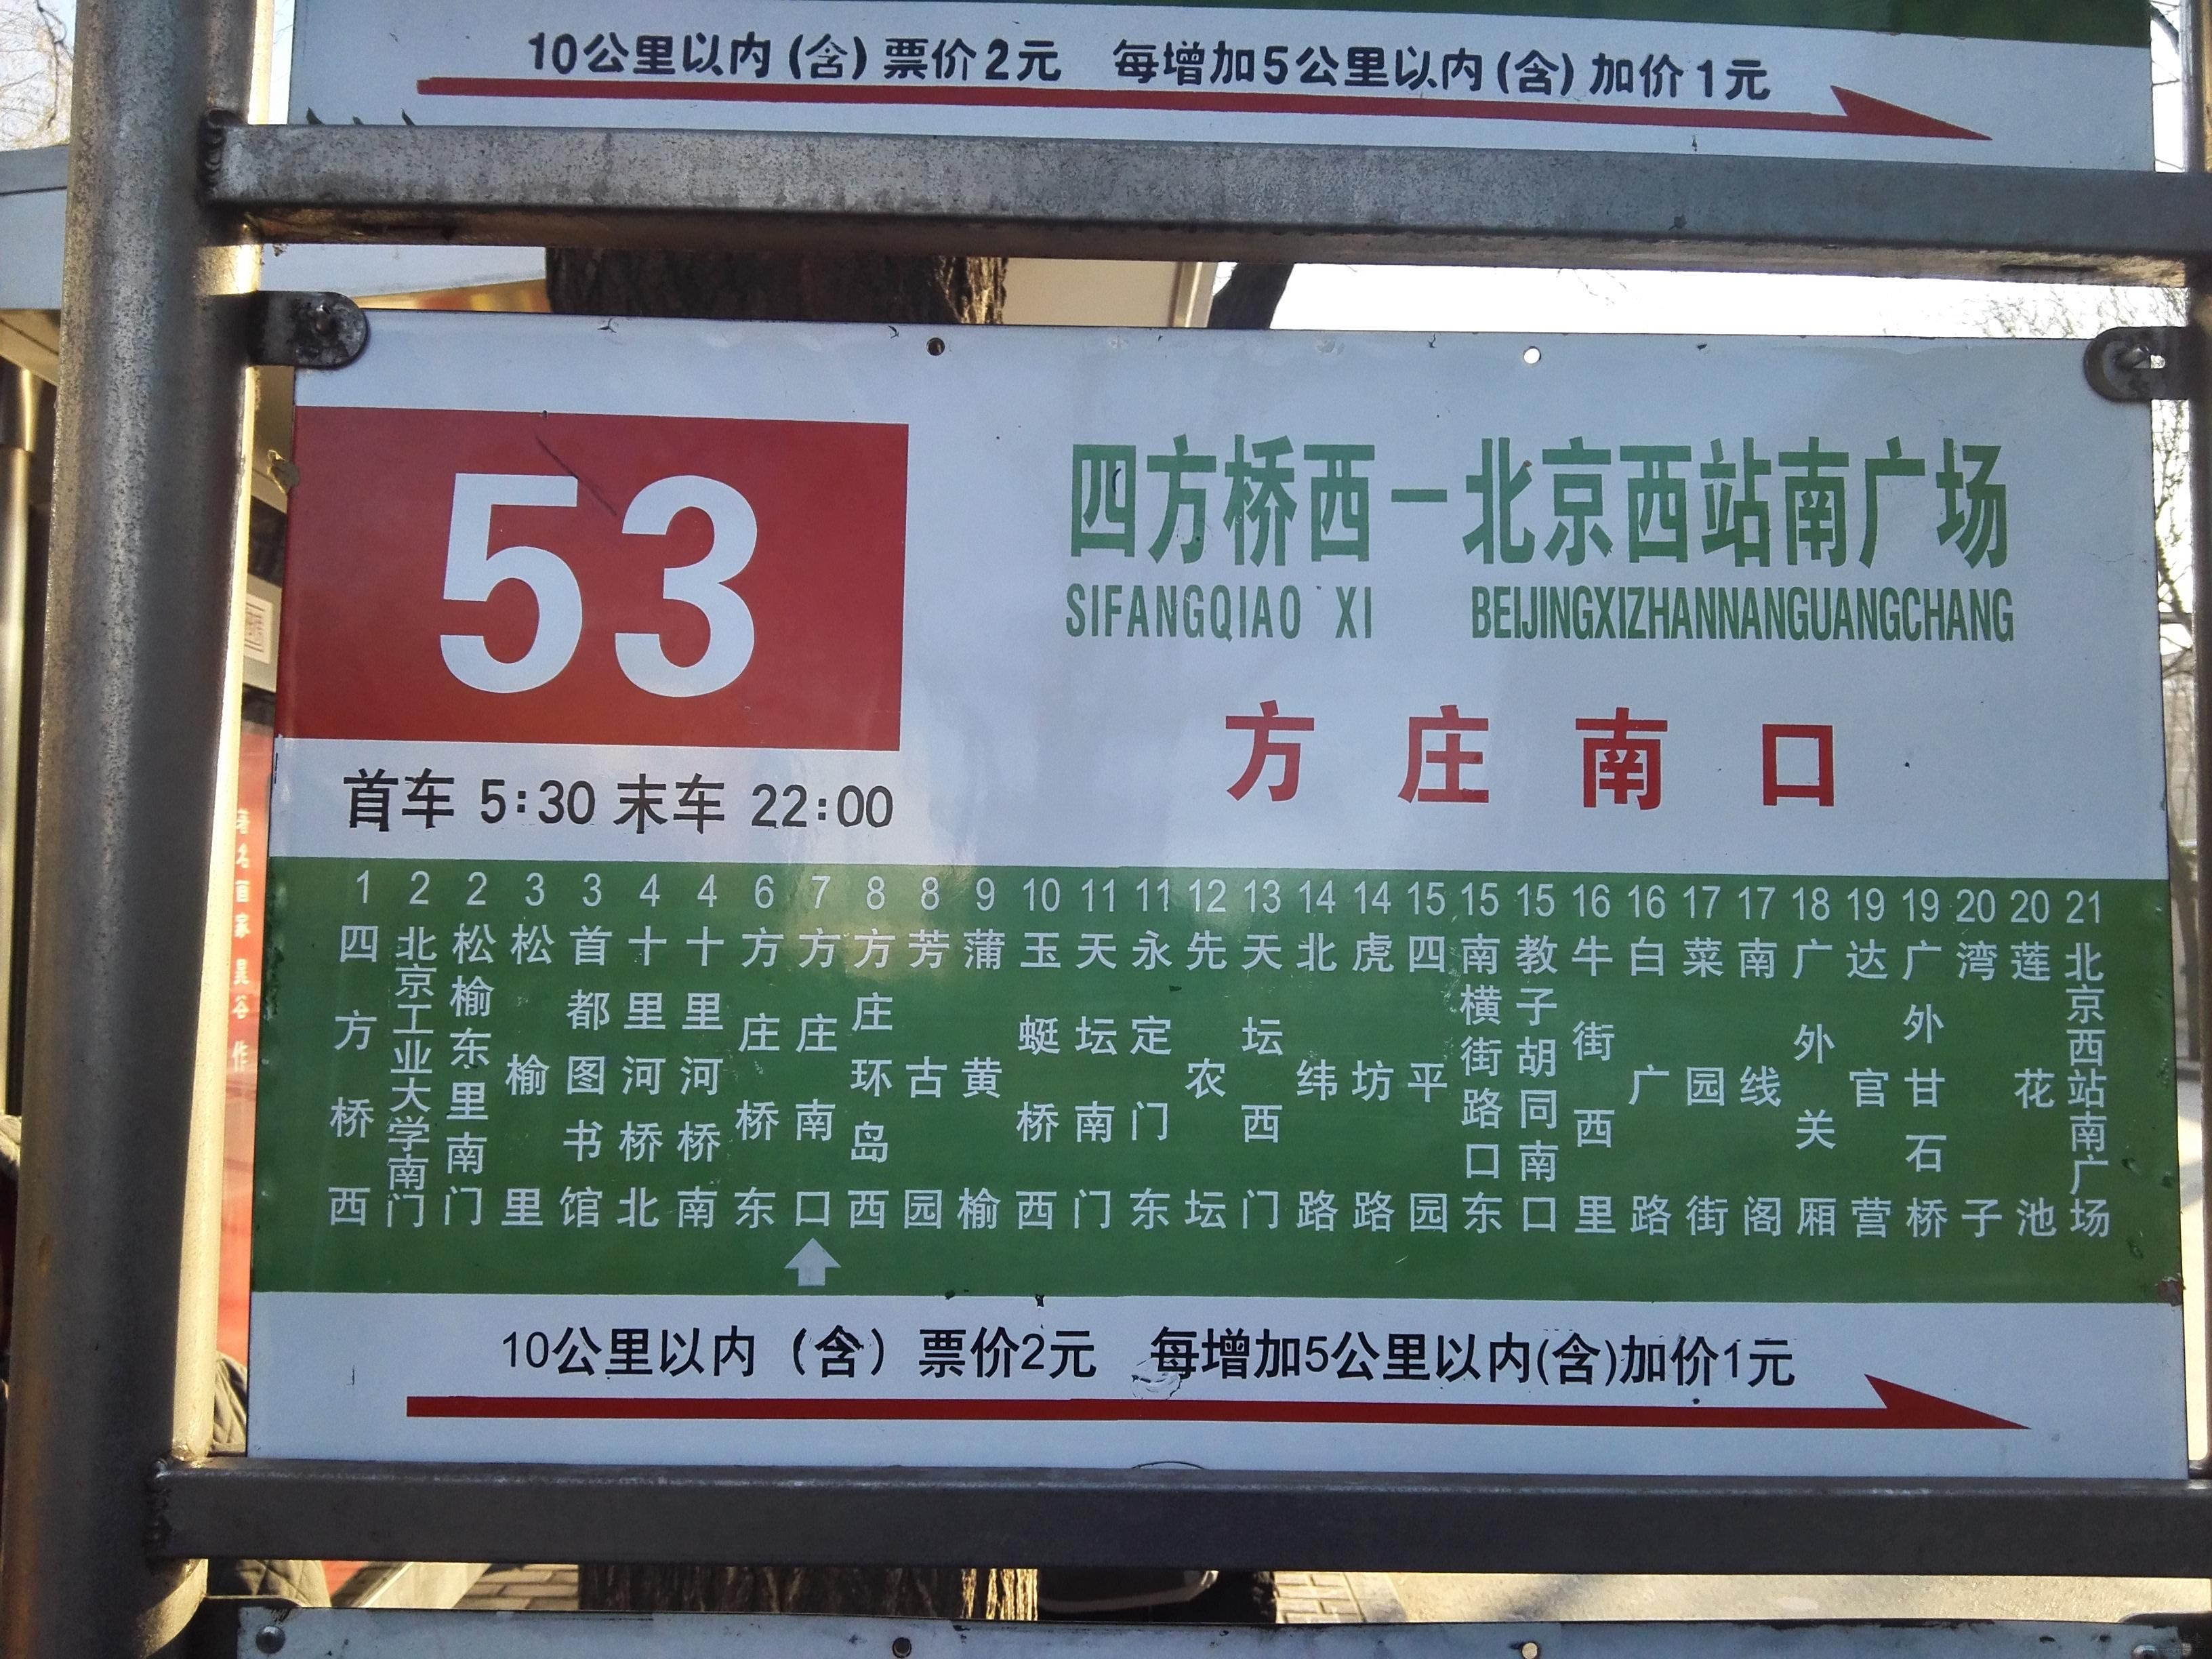 10公里以内(含)票价2元 每增加5公里以内(含)加价1元
53
四方桥西－北京西站南广场
SIFANGQIAO XI BEIJINGXIZHANNANGUANGCHANG
方庄南口
首车 5:30 末车 22:00
1 四方桥西
2 北京工业大学南门
2 松榆东里南门
3 松榆里
3 首都图书馆
4 十里河桥北
4 十里河桥南
6 方庄桥东
7 方庄南口
8 方庄环岛西
8 芳古园
9 蒲黄榆
10 玉蜓桥西
11 天坛南门
11 永定门东
12 先农坛
13 天坛西门
14 北纬路
14 虎坊路
15 四平园
15 南横街路口东
15 教子胡同南口
16 牛街西里
16 白广路
17 菜园街
17 南线阁
18 广外关厢
19 达官营
19 广外甘石桥
20 湾子
20 莲花池
21 北京西站南广场
10公里以内（含）票价2元 每增加5公里以内(含)加价1元